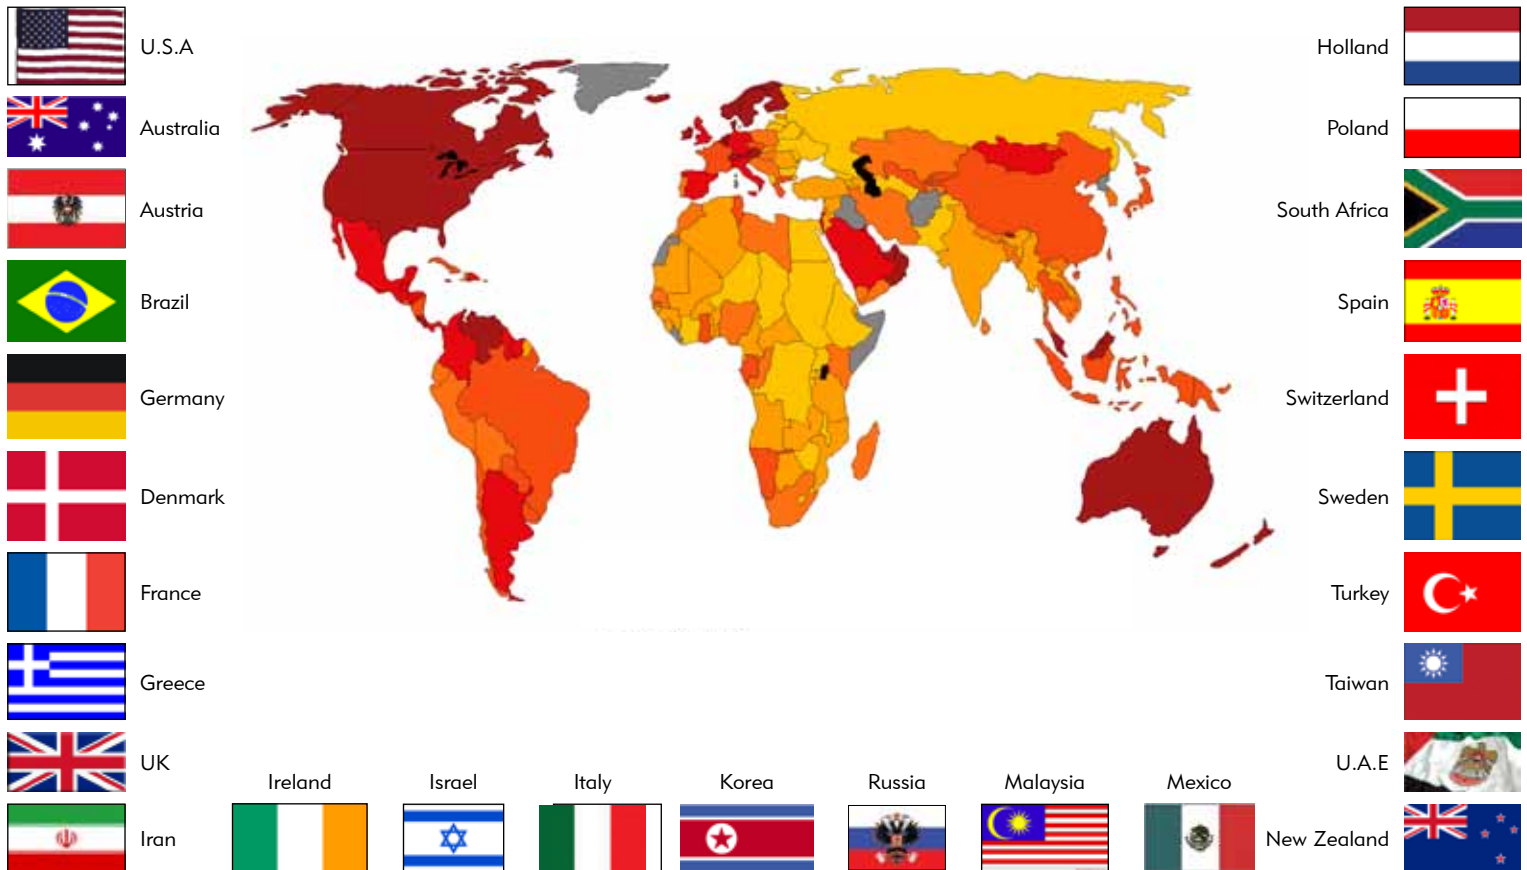 U.S.A
Australia
Austria
Brazil
Germany
Denmark
France
Greece
UK
Iran
Ireland
Israel
Italy
Korea
Russia
Malaysia
Mexico
Holland
Poland
South Africa
Spain
Switzerland
Sweden
Turkey
Taiwan
U.A.E
New Zealand